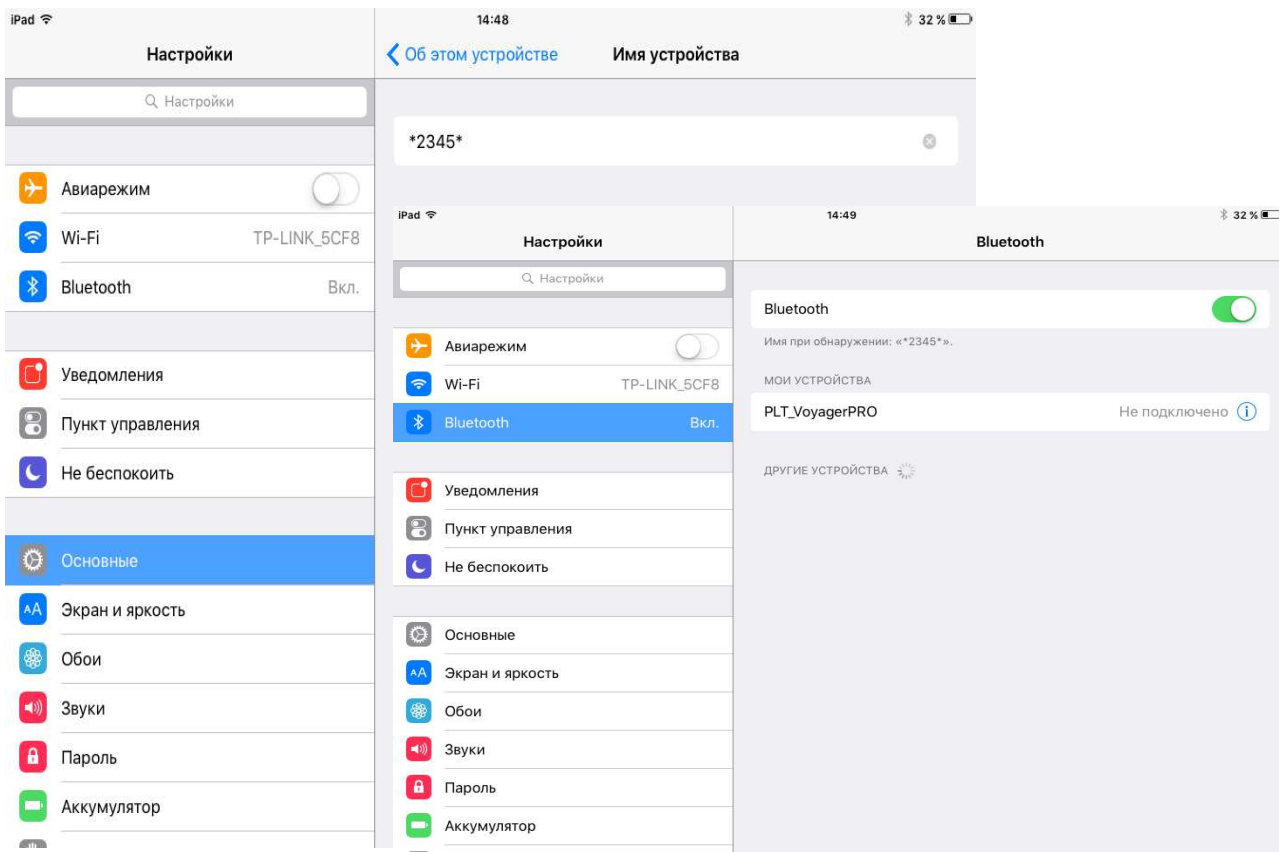 iPad 14:48 32 %
Настройки
Об этом устройстве Имя устройства
Настройки
*2345*
Авиарежим
Wi-Fi TP-LINK_5CF8
Bluetooth Вкл.
Уведомления
Пункт управления
Не беспокоить
Основные
Экран и яркость
Обои
Звуки
Пароль
Аккумулятор
iPad 14:49 32 %
Настройки
Bluetooth
Настройки
Авиарежим
Wi-Fi TP-LINK_5CF8
Bluetooth Вкл.
Уведомления
Пункт управления
Не беспокоить
Основные
Экран и яркость
Обои
Звуки
Пароль
Аккумулятор
Bluetooth
Имя при обнаружении: «*2345*».
МОИ УСТРОЙСТВА
PLT_VoyagerPRO Не подключено
ДРУГИЕ УСТРОЙСТВА